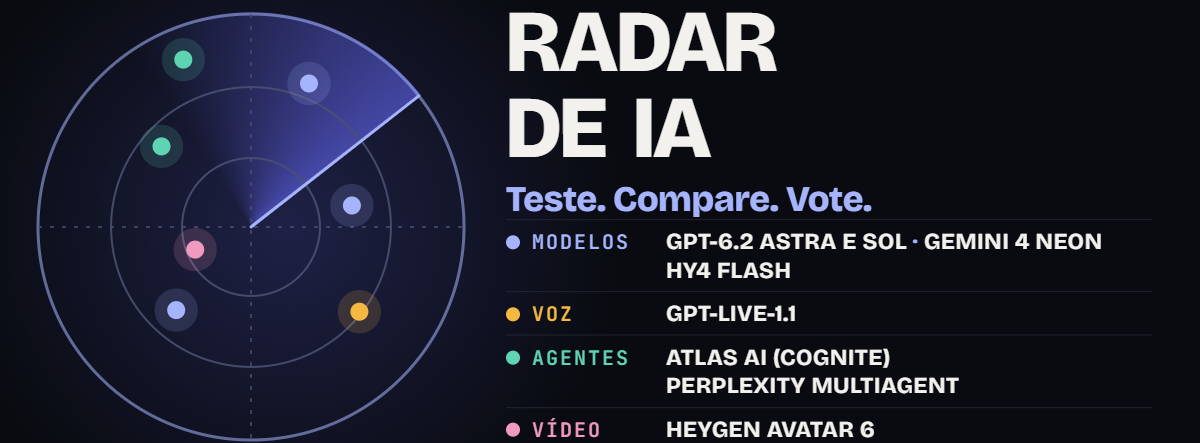 RADAR
DE IA
Teste. Compare. Vote.
MODELOS GPT-6.2 ASTRA E SOL · GEMINI 4 NEON
HY4 FLASH
VOZ GPT-LIVE-1.1
AGENTES ATLAS AI (COGNITE)
PERPLEXITY MULTIAGENT
VÍDEO HEYGEN AVATAR 6